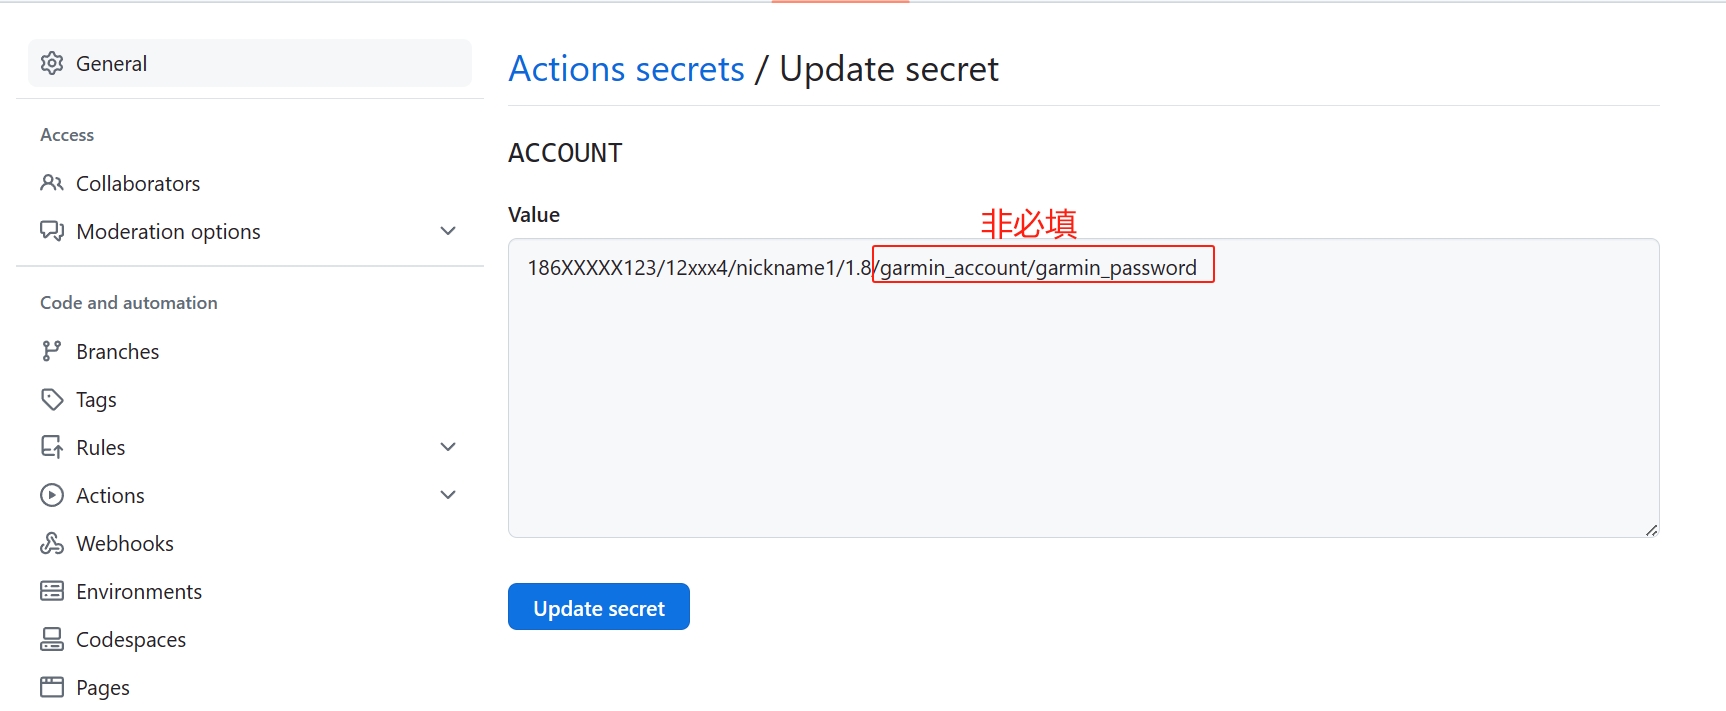 General
Access
Collaborators
Moderation options
Code and automation
Branches
Tags
Rules
Actions
Webhooks
Environments
Codespaces
Pages
Actions secrets / Update secret
ACCOUNT
Value
非必填
186XXXXX123/12xxx4/nickname1/1.8/garmin_account/garmin_password
Update secret